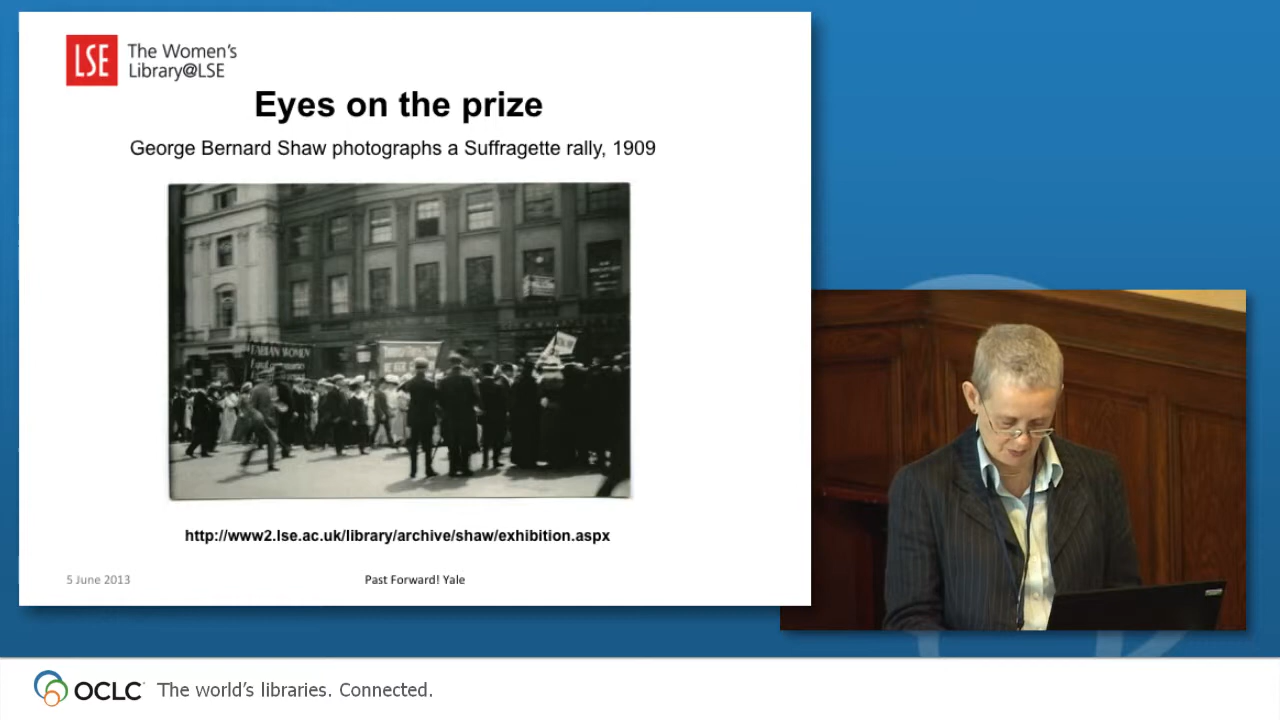 LSE
The Women's
Library@LSE
Eyes on the prize
George Bernard Shaw photographs a Suffragette rally, 1909
FABIAN WOMEN
http://www2.lse.ac.uk/library/archive/shaw/exhibition.aspx
5 June 2013
Past Forward! Yale
OCLC
The world's libraries. Connected.